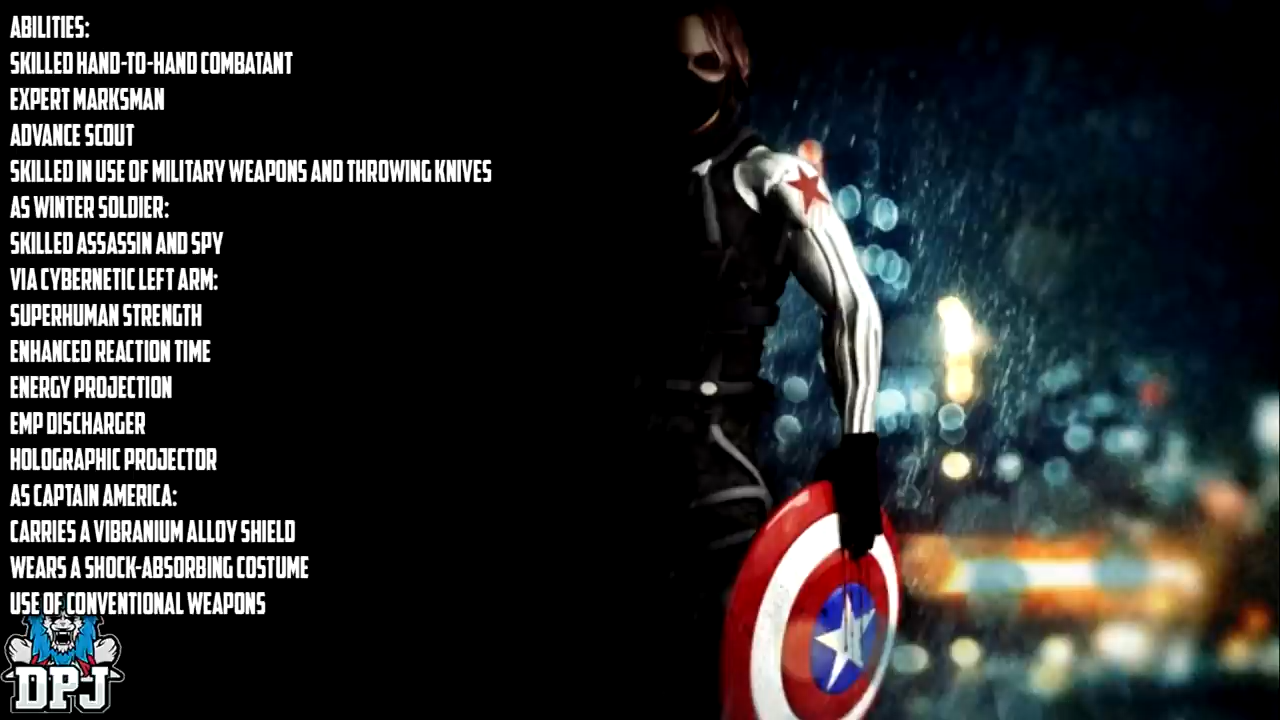 ABILITIES:
SKILLED HAND-TO-HAND COMBATANT
EXPERT MARKSMAN
ADVANCE SCOUT
SKILLED IN USE OF MILITARY WEAPONS AND THROWING KNIVES
AS WINTER SOLDIER:
SKILLED ASSASSIN AND SPY
VIA CYBERNETIC LEFT ARM:
SUPERHUMAN STRENGTH
ENHANCED REACTION TIME
ENERGY PROJECTION
EMP DISCHARGER
HOLOGRAPHIC PROJECTOR
AS CAPTAIN AMERICA:
CARRIES A VIBRANIUM ALLOY SHIELD
WEARS A SHOCK-ABSORBING COSTUME
USE OF CONVENTIONAL WEAPONS
DPJ